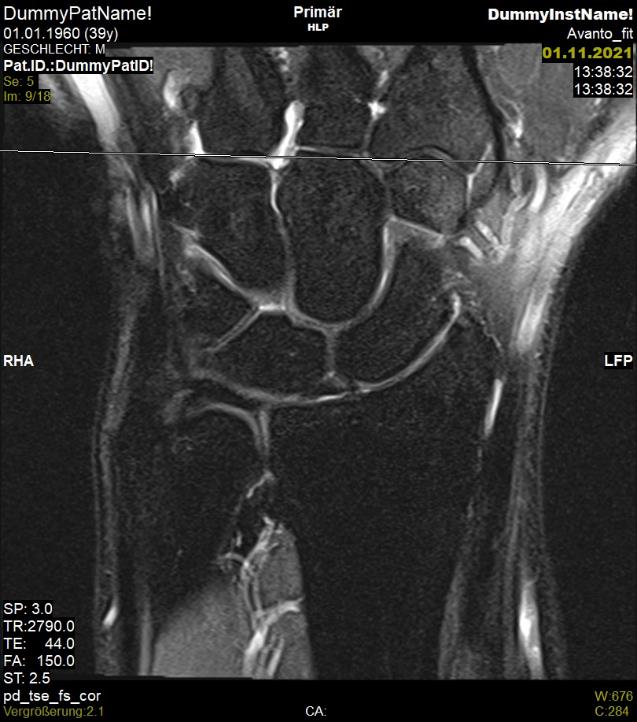 DummyPatName!
01.01.1960 (39y)
GESCHLECHT: M
Pat.ID.:DummyPatID!
Se: 5
Im: 9/18
Primär
HLP
DummyInstName!
Avanto_fit
01.11.2021
13:38:32
13:38:32
RHA
LFP
SP: 3.0
TR:2790.0
TE: 44.0
FA: 150.0
ST: 2.5
pd_tse_fs_cor
Vergrößerung:2.1
CA:
W:676
C:284